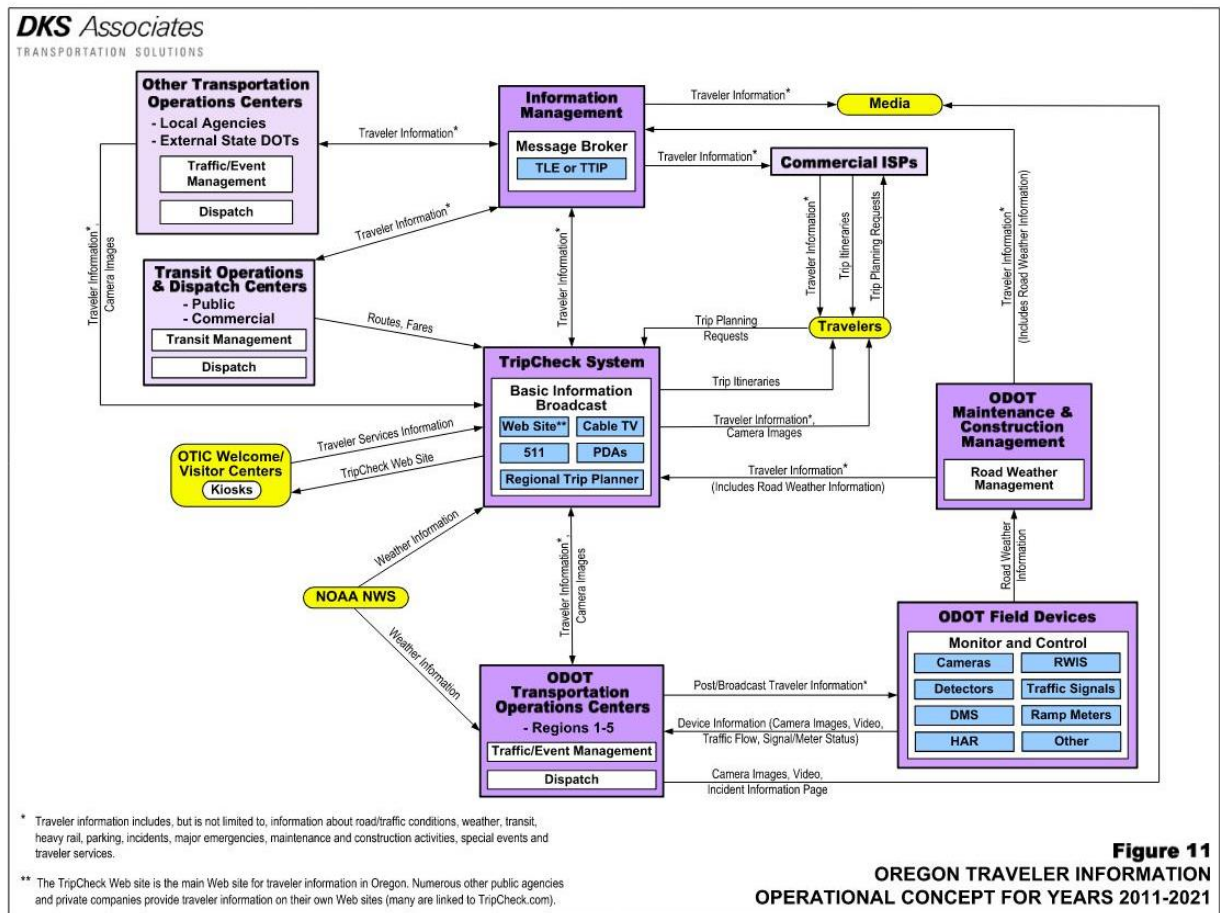 DKS Associates
TRANSPORTATION SOLUTIONS
Other Transportation
Operations Centers
- Local Agencies
- External State DOTs
Traffic/Event
Management
Dispatch
Traveler Information*
Information
Management
Message Broker
TLE or TTIP
Traveler Information*
Media
Traveler Information*
Commercial ISPs
Traveler Information*
Trip Itineraries
Trip Planning Requests
Traveler Information*
(Includes Road Weather Information)
Traveler Information*,
Camera Images
Traveler Information*
Traveler Information*
Transit Operations
& Dispatch Centers
- Public
- Commercial
Transit Management
Dispatch
Routes, Fares
Trip Planning
Requests
Travelers
TripCheck System
Basic Information
Broadcast
Web Site**
Cable TV
511
PDAs
Regional Trip Planner
Trip Itineraries
Traveler Information*,
Camera Images
ODOT
Maintenance &
Construction
Management
Road Weather
Management
Traveler Information*
(Includes Road Weather Information)
Traveler Services Information
TripCheck Web Site
OTIC Welcome/
Visitor Centers
Kiosks
Weather Information
NOAA NWS
Weather Information
Traveler Information*,
Camera Images
Road Weather
Information
ODOT Field Devices
Monitor and Control
Cameras
RWIS
Detectors
Traffic Signals
DMS
Ramp Meters
HAR
Other
ODOT
Transportation
Operations Centers
- Regions 1-5
Traffic/Event Management
Dispatch
Post/Broadcast Traveler Information*
Device Information (Camera Images, Video,
Traffic Flow, Signal/Meter Status)
Camera Images, Video,
Incident Information Page
* Traveler information includes, but is not limited to, information about road/traffic conditions, weather, transit,
heavy rail, parking, incidents, major emergencies, maintenance and construction activities, special events and
traveler services.
** The TripCheck Web site is the main Web site for traveler information in Oregon. Numerous other public agencies
and private companies provide traveler information on their own Web sites (many are linked to TripCheck.com).
Figure 11
OREGON TRAVELER INFORMATION
OPERATIONAL CONCEPT FOR YEARS 2011-2021